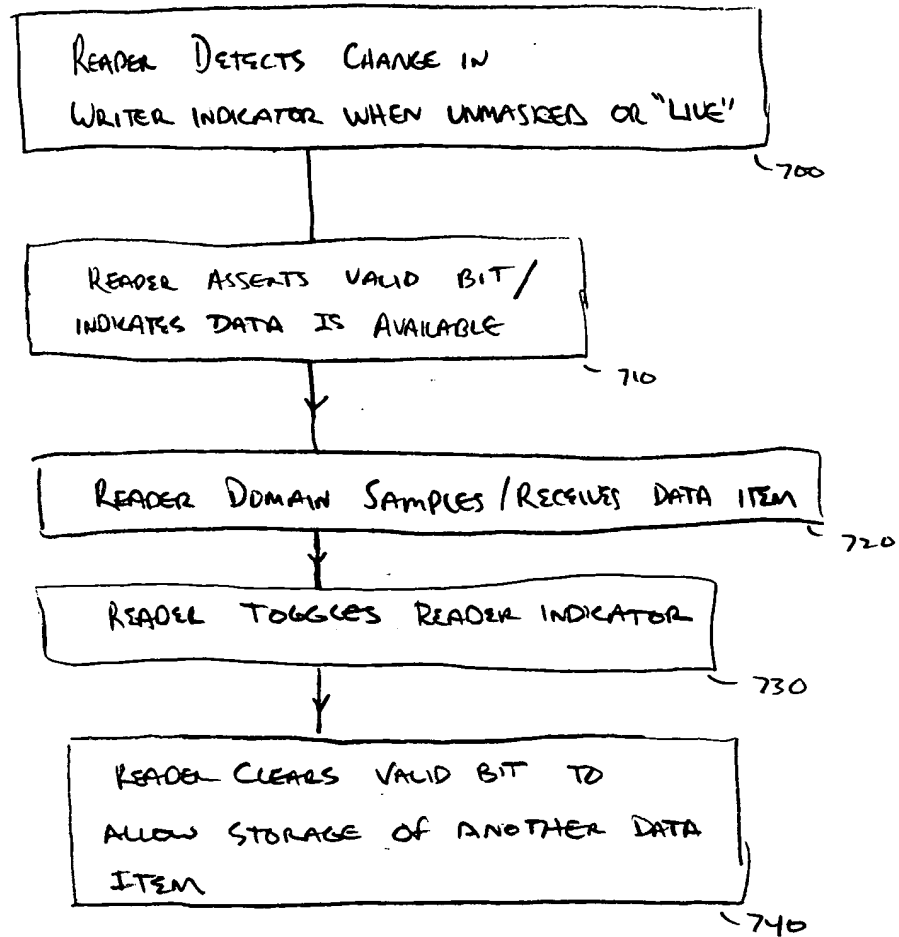 READER DETECTS CHANGE IN
WRITER INDICATOR WHEN UNMASKED OR "LIVE"
700
READER ASSERTS VALID BIT/
INDICATES DATA IS AVAILABLE
710
READER DOMAIN SAMPLES/RECEIVES DATA ITEM
720
READER TOGGLES READER INDICATOR
730
READER CLEARS VALID BIT TO
ALLOW STORAGE OF ANOTHER DATA
ITEM
740